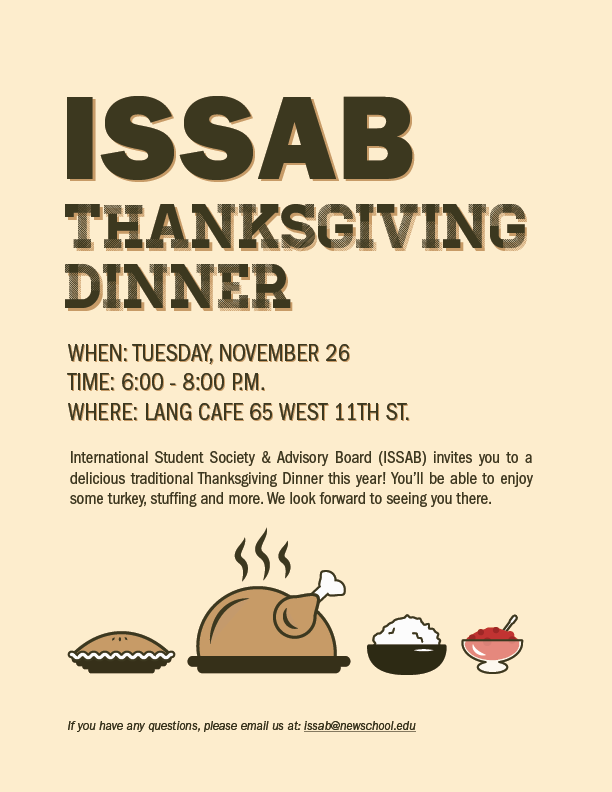 ISSAB
THANKSGIVING
DINNER
WHEN: TUESDAY, NOVEMBER 26
TIME: 6:00 - 8:00 P.M.
WHERE: LANG CAFE 65 WEST 11TH ST.
International Student Society & Advisory Board (ISSAB) invites you to a
delicious traditional Thanksgiving Dinner this year! You'll be able to enjoy
some turkey, stuffing and more. We look forward to seeing you there.
If you have any questions, please email us at: issab@newschool.edu